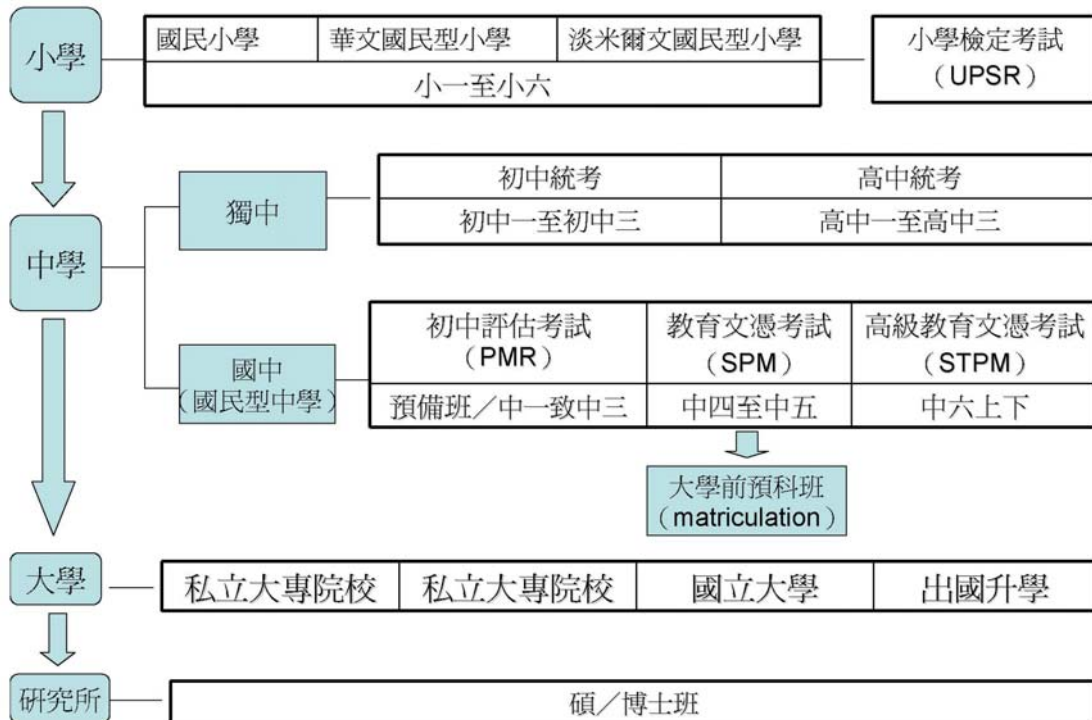 小學
國民小學
華文國民型小學
淡米爾文國民型小學
小一至小六
小學檢定考試
（UPSR）
中學
獨中
初中統考
高中統考
初中一至初中三
高中一至高中三
國中
（國民型中學）
初中評估考試
（PMR）
教育文憑考試
（SPM）
高級教育文憑考試
（STPM）
預備班／中一致中三
中四至中五
中六上下
大學前預科班
（matriculation）
大學
私立大專院校
私立大專院校
國立大學
出國升學
研究所
碩／博士班